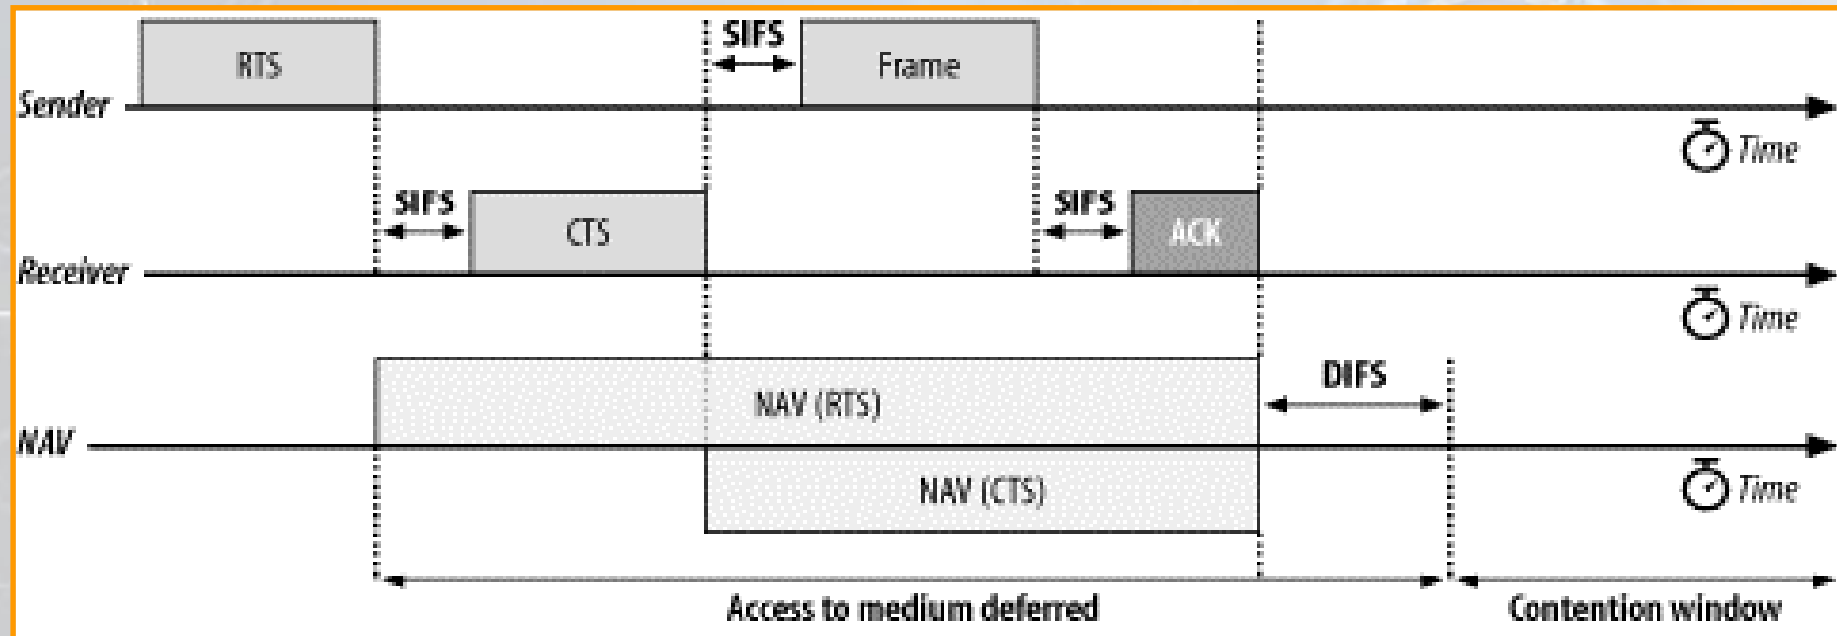 SIFS
RTS
Frame
Sender
Time
SIFS
SIFS
CTS
ACK
Receiver
Time
DIFS
NAV (RTS)
NAV
NAV (CTS)
Time
Access to medium deferred
Contention window